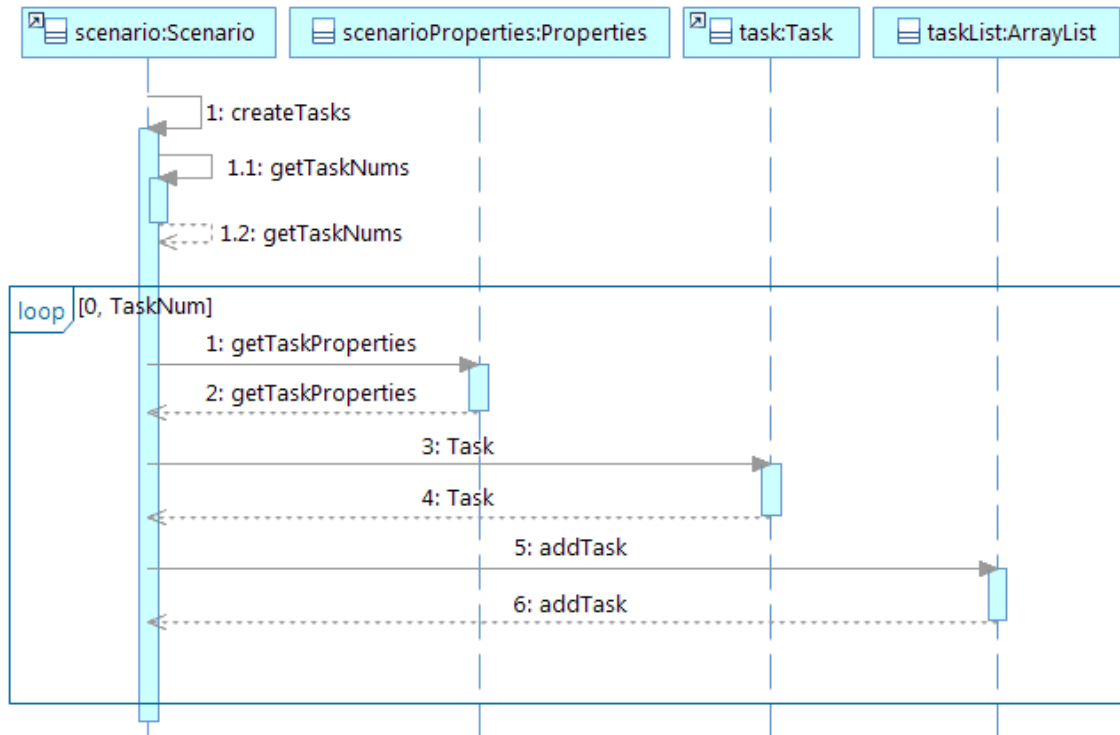 scenario:Scenario
scenarioProperties:Properties
task:Task
taskList:ArrayList
1: createTasks
1.1: getTaskNums
1.2: getTaskNums
loop
[0, TaskNum]
1: getTaskProperties
2: getTaskProperties
3: Task
4: Task
5: addTask
6: addTask